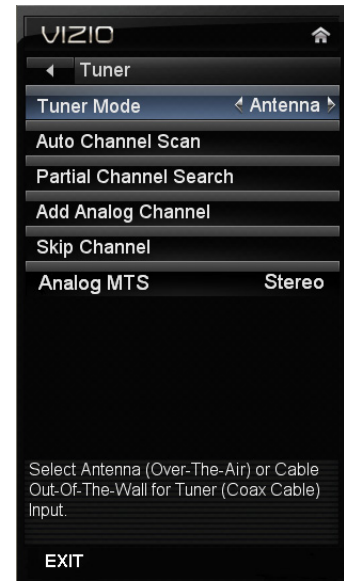 VIZIO
Tuner
Tuner Mode Antenna
Auto Channel Scan
Partial Channel Search
Add Analog Channel
Skip Channel
Analog MTS Stereo
Select Antenna (Over-The-Air) or Cable
Out-Of-The-Wall for Tuner (Coax Cable)
Input.
EXIT